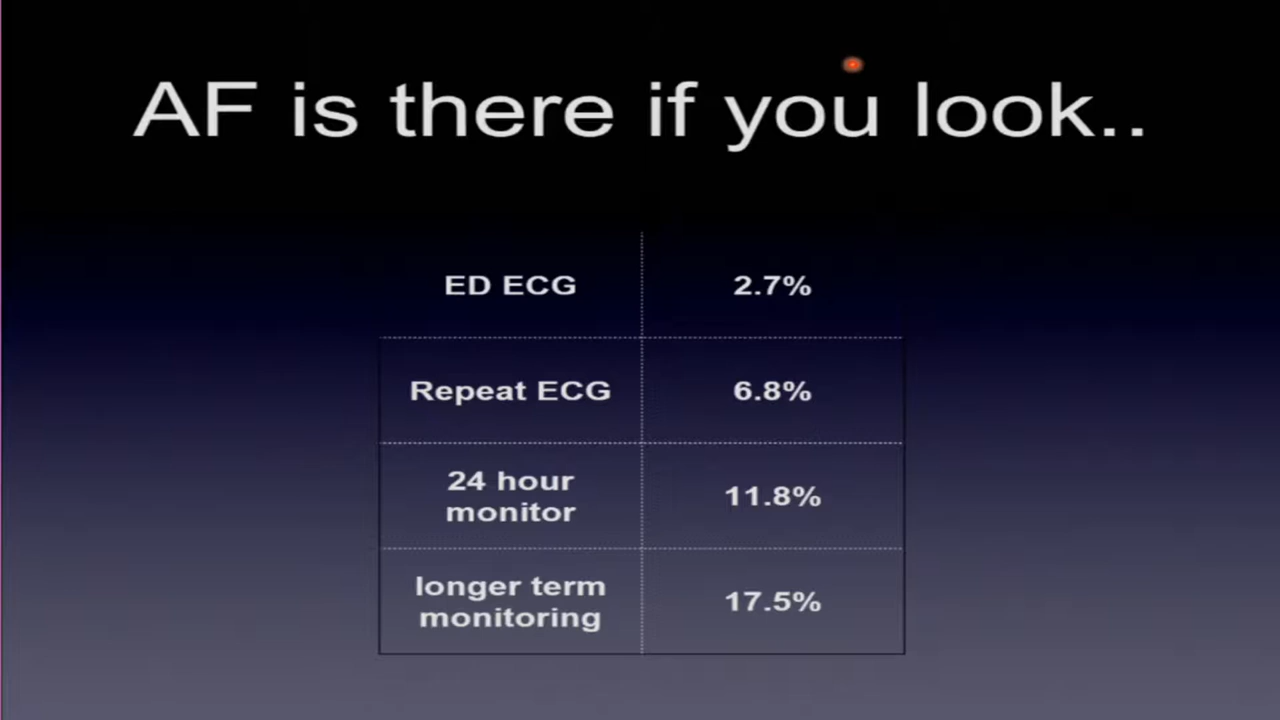 AF is there if you look..
ED ECG 2.7%
Repeat ECG 6.8%
24 hour
monitor 11.8%
longer term
monitoring 17.5%